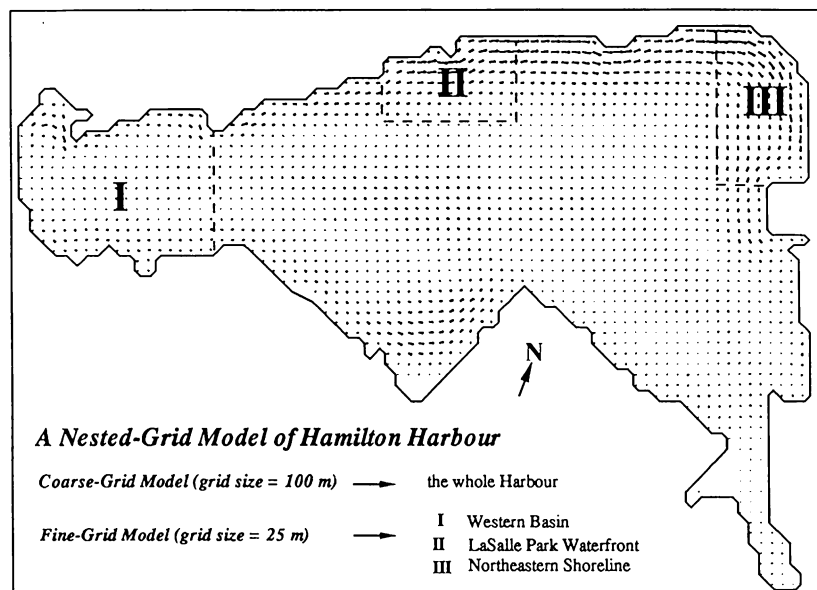 II
III
I
N
A Nested-Grid Model of Hamilton Harbour
Coarse-Grid Model (grid size = 100 m) the whole Harbour
Fine-Grid Model (grid size = 25 m) I Western Basin
II LaSalle Park Waterfront
III Northeastern Shoreline